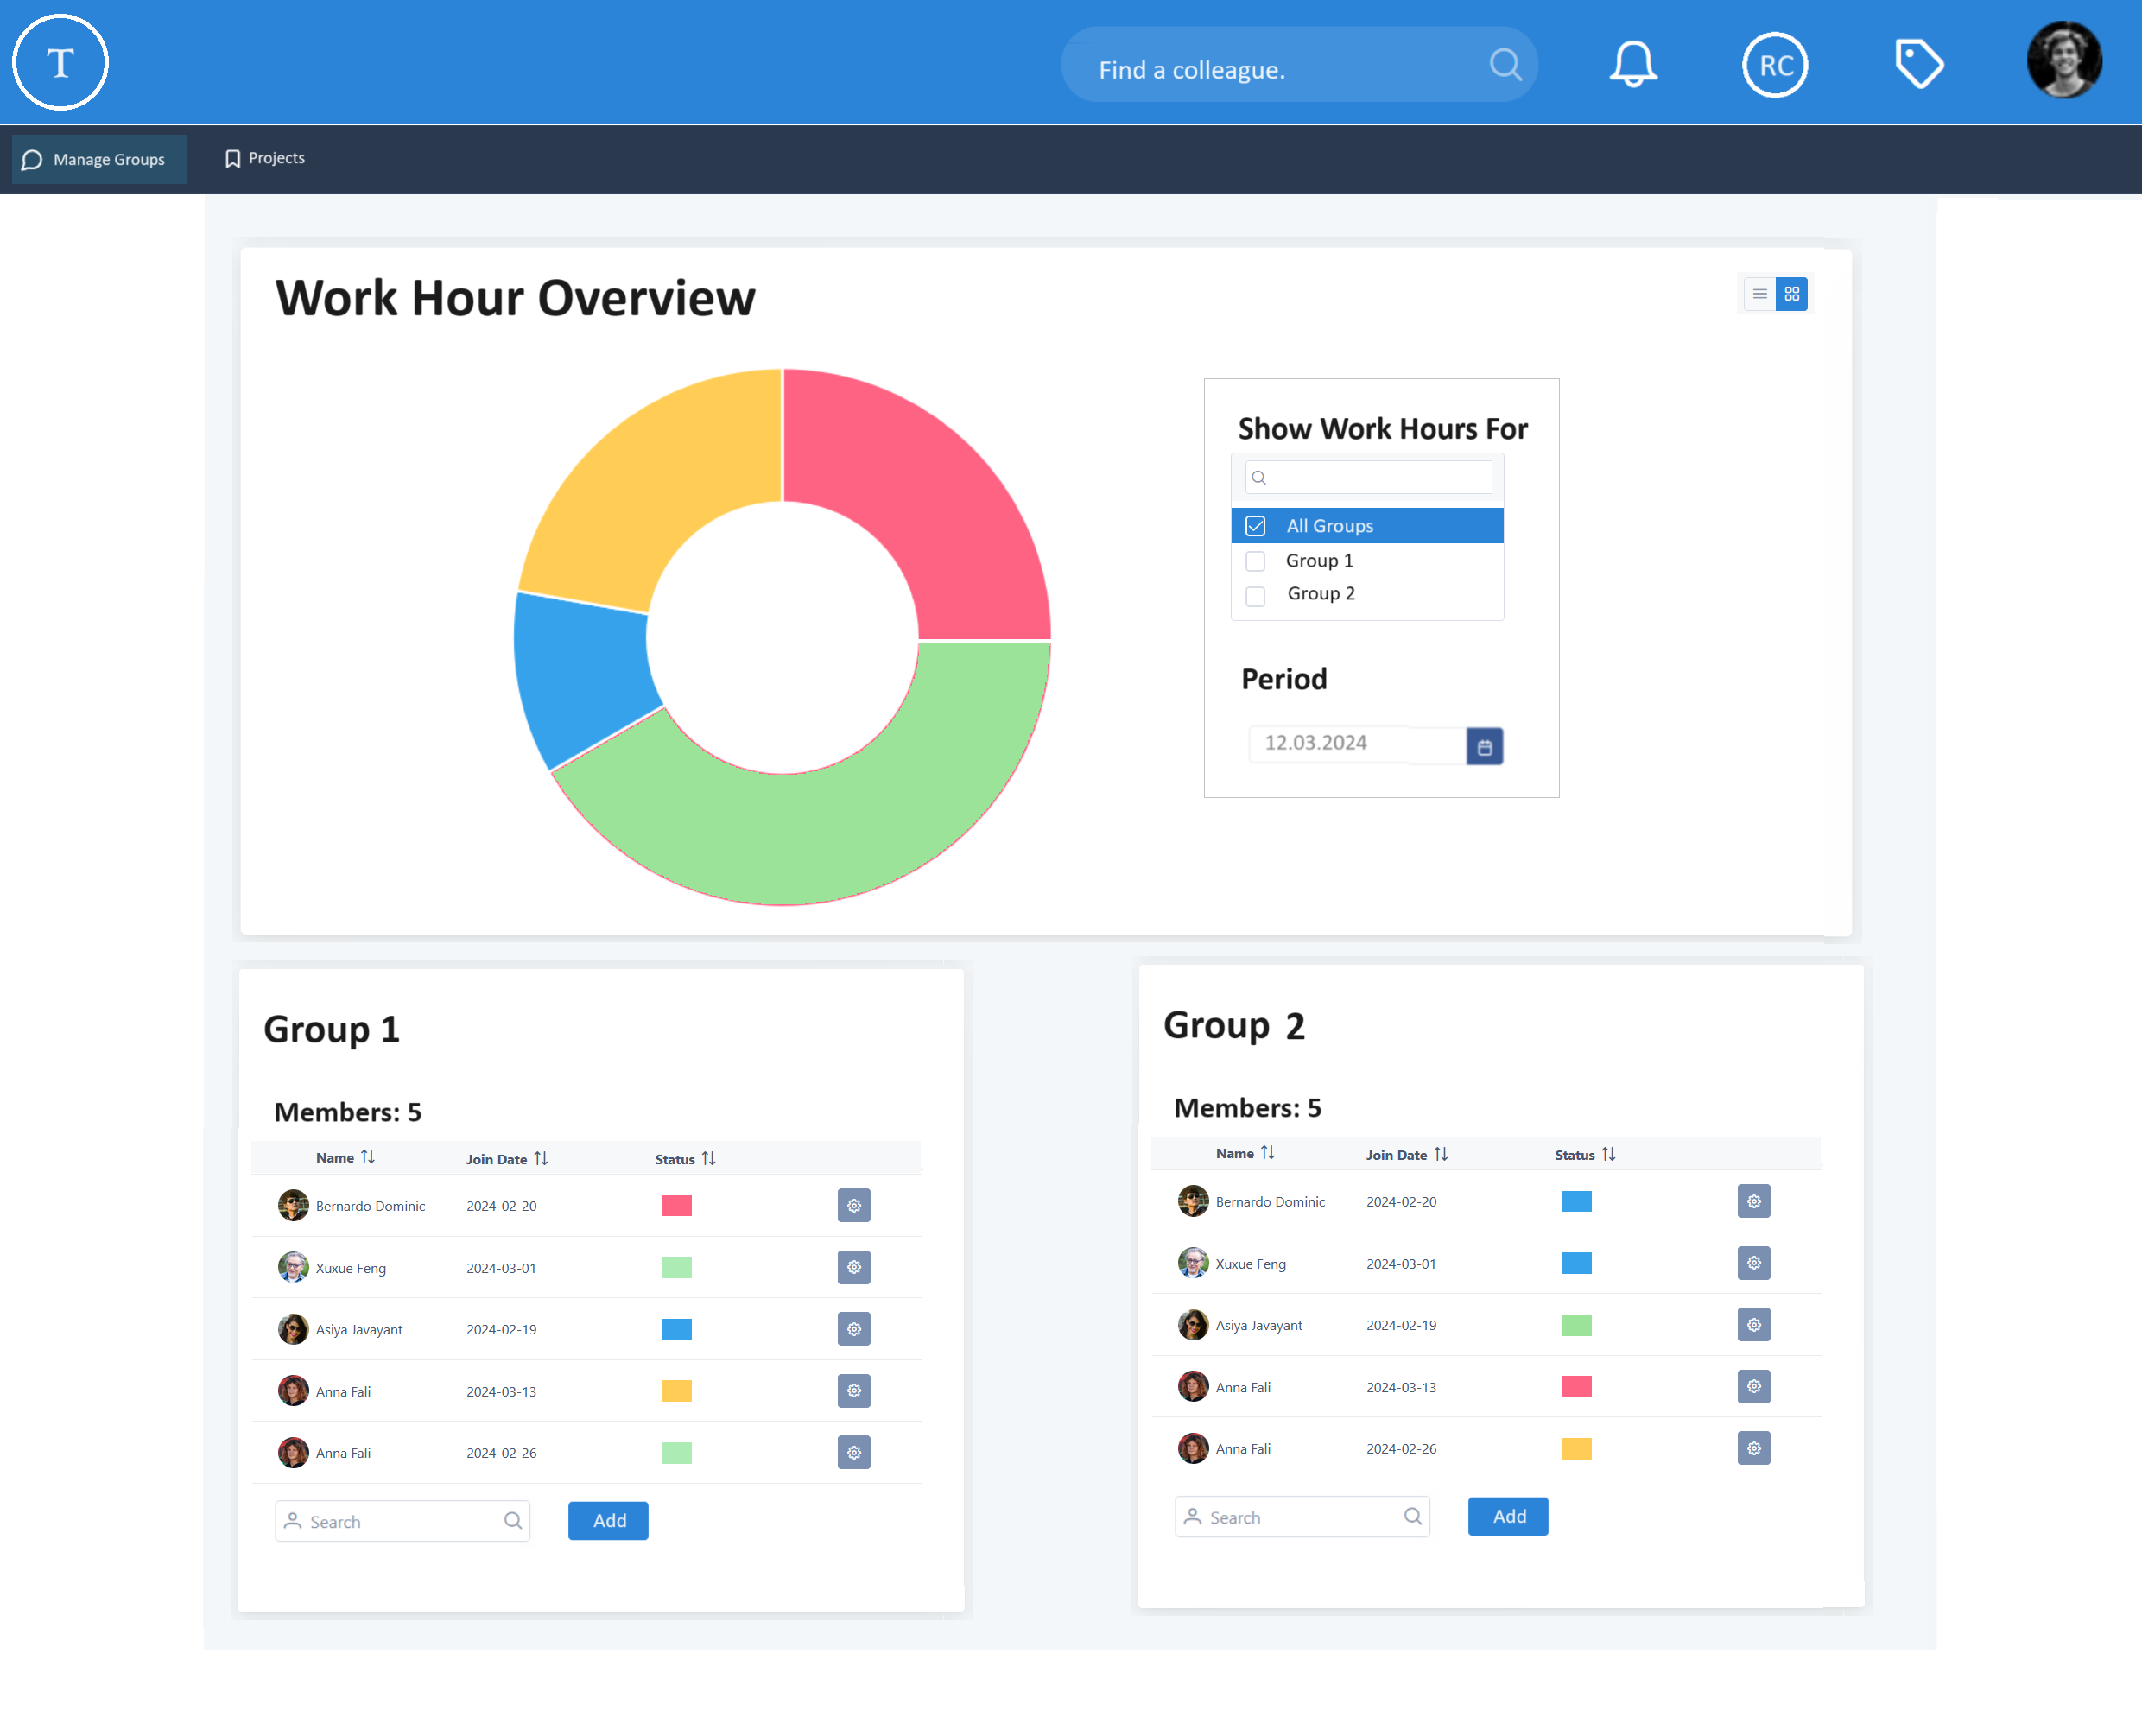 T
Find a colleague.
RC
Manage Groups
Projects
Work Hour Overview
Show Work Hours For
All Groups
Group 1
Group 2
Period
12.03.2024
Group 1
Members: 5
Name Join Date Status
Bernardo Dominic 2024-02-20
Xuxue Feng 2024-03-01
Asiya Javayant 2024-02-19
Anna Fali 2024-03-13
Anna Fali 2024-02-26
Search Add
Group 2
Members: 5
Name Join Date Status
Bernardo Dominic 2024-02-20
Xuxue Feng 2024-03-01
Asiya Javayant 2024-02-19
Anna Fali 2024-03-13
Anna Fali 2024-02-26
Search Add